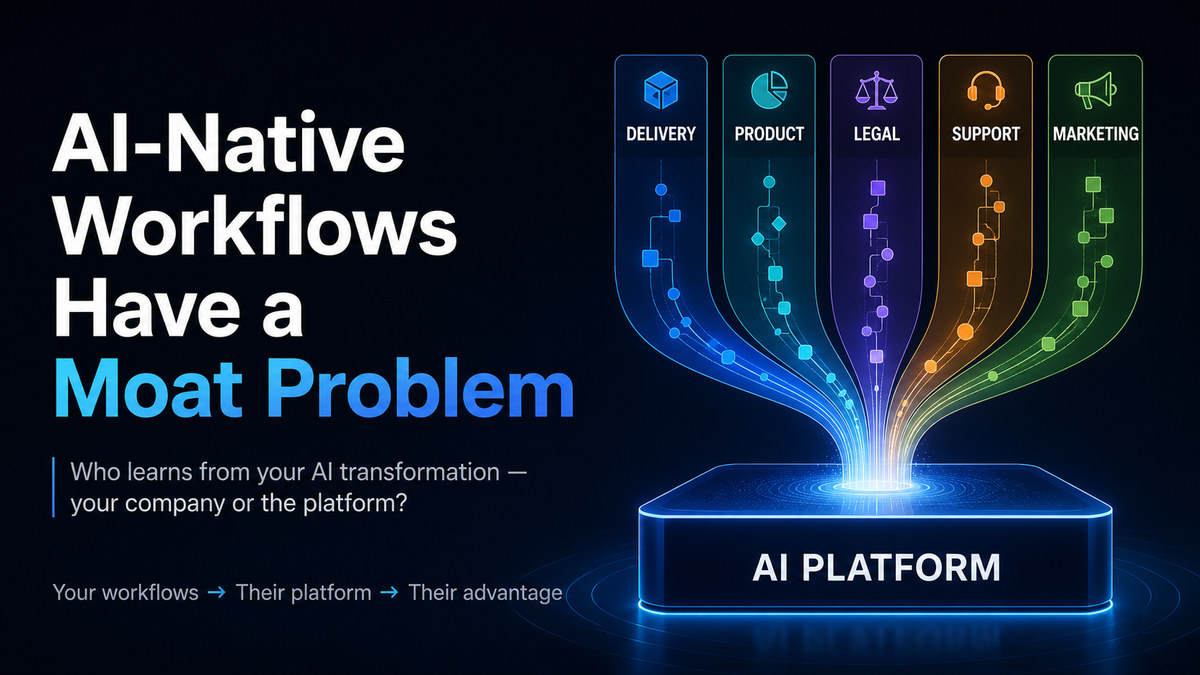 AI-Native
Workflows
Have a
Moat Problem
Who learns from your AI transformation —
your company or the platform?
Your workflows → Their platform → Their advantage
DELIVERY
PRODUCT
LEGAL
SUPPORT
MARKETING
AI PLATFORM